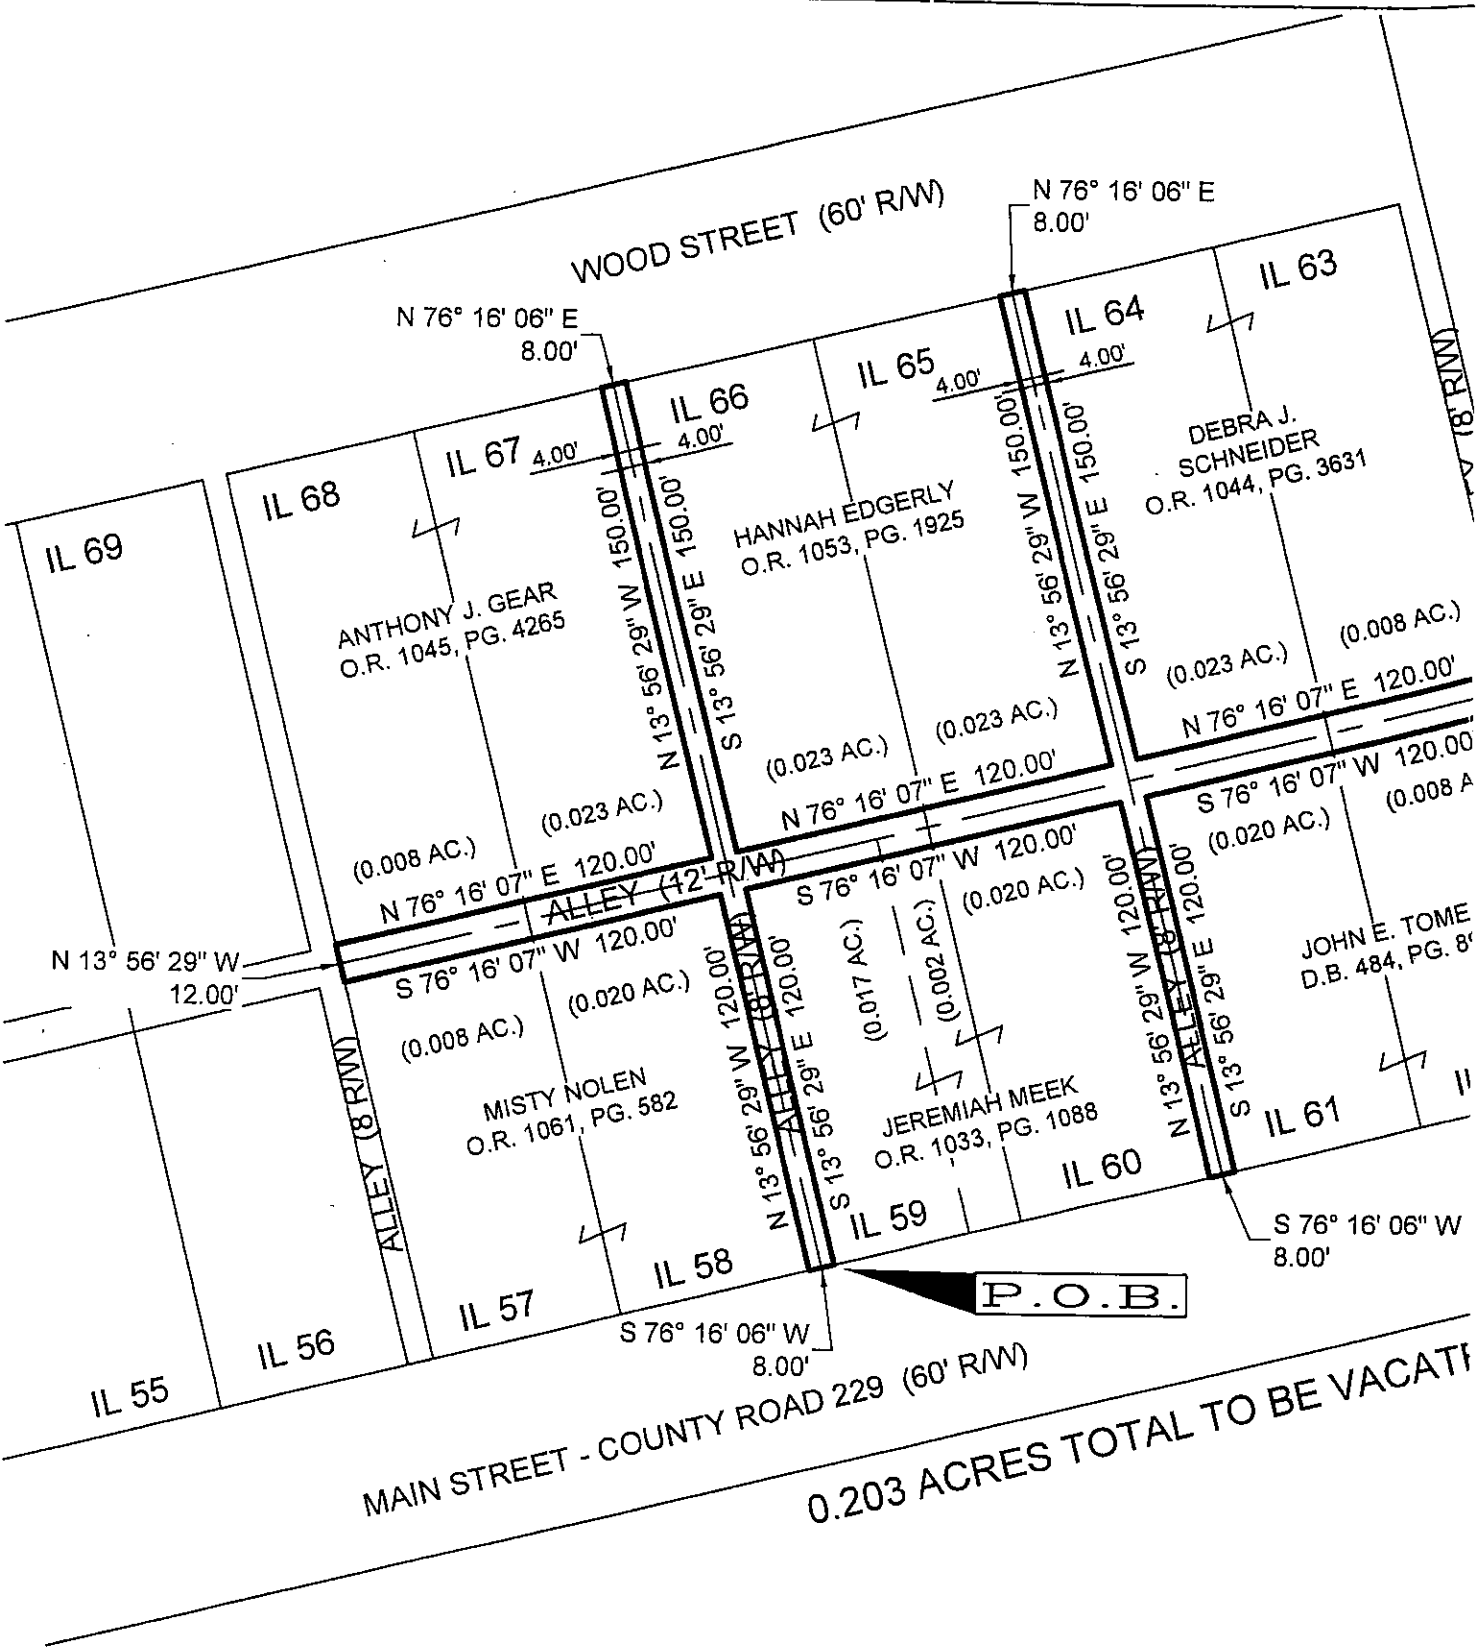 WOOD STREET (60' R/W)
N 76° 16' 06" E
8.00'
N 76° 16' 06" E
8.00'
IL 63
IL 64
IL 65
4.00'
4.00'
IL 66
IL 67
4.00'
4.00'
IL 68
IL 69
(8' R/W)
DEBRA J.
SCHNEIDER
O.R. 1044, PG. 3631
HANNAH EDGERLY
O.R. 1053, PG. 1925
ANTHONY J. GEAR
O.R. 1045, PG. 4265
N 13° 56' 29" W 150.00'
S 13° 56' 29" E 150.00'
N 13° 56' 29" W 150.00'
S 13° 56' 29" E 150.00'
(0.008 AC.)
(0.023 AC.)
N 76° 16' 07" E 120.00'
(0.023 AC.)
(0.023 AC.)
N 76° 16' 07" E 120.00'
(0.023 AC.)
(0.008 AC.)
N 76° 16' 07" E 120.00'
ALLEY (12' R/W)
S 76° 16' 07" W 120.00'
S 76° 16' 07" W 120.00'
S 76° 16' 07" W 120.00
N 13° 56' 29" W
12.00'
(0.008 AC.)
(0.020 AC.)
(0.017 AC.)
(0.002 AC.)
(0.020 AC.)
(0.020 AC.)
(0.008 A
ALLEY (8 R/W)
MISTY NOLEN
O.R. 1061, PG. 582
N 13° 56' 29" W 120.00'
ALLEY (8' R/W)
S 13° 56' 29" E 120.00'
JEREMIAH MEEK
O.R. 1033, PG. 1088
N 13° 56' 29" W 120.00'
ALLEY (8' R/W)
S 13° 56' 29" E 120.00'
JOHN E. TOME
D.B. 484, PG. 8
IL 55
IL 56
IL 57
IL 58
IL 59
IL 60
IL 61
S 76° 16' 06" W
8.00'
S 76° 16' 06" W
8.00'
P.O.B.
MAIN STREET - COUNTY ROAD 229 (60' R/W)
0.203 ACRES TOTAL TO BE VACAT